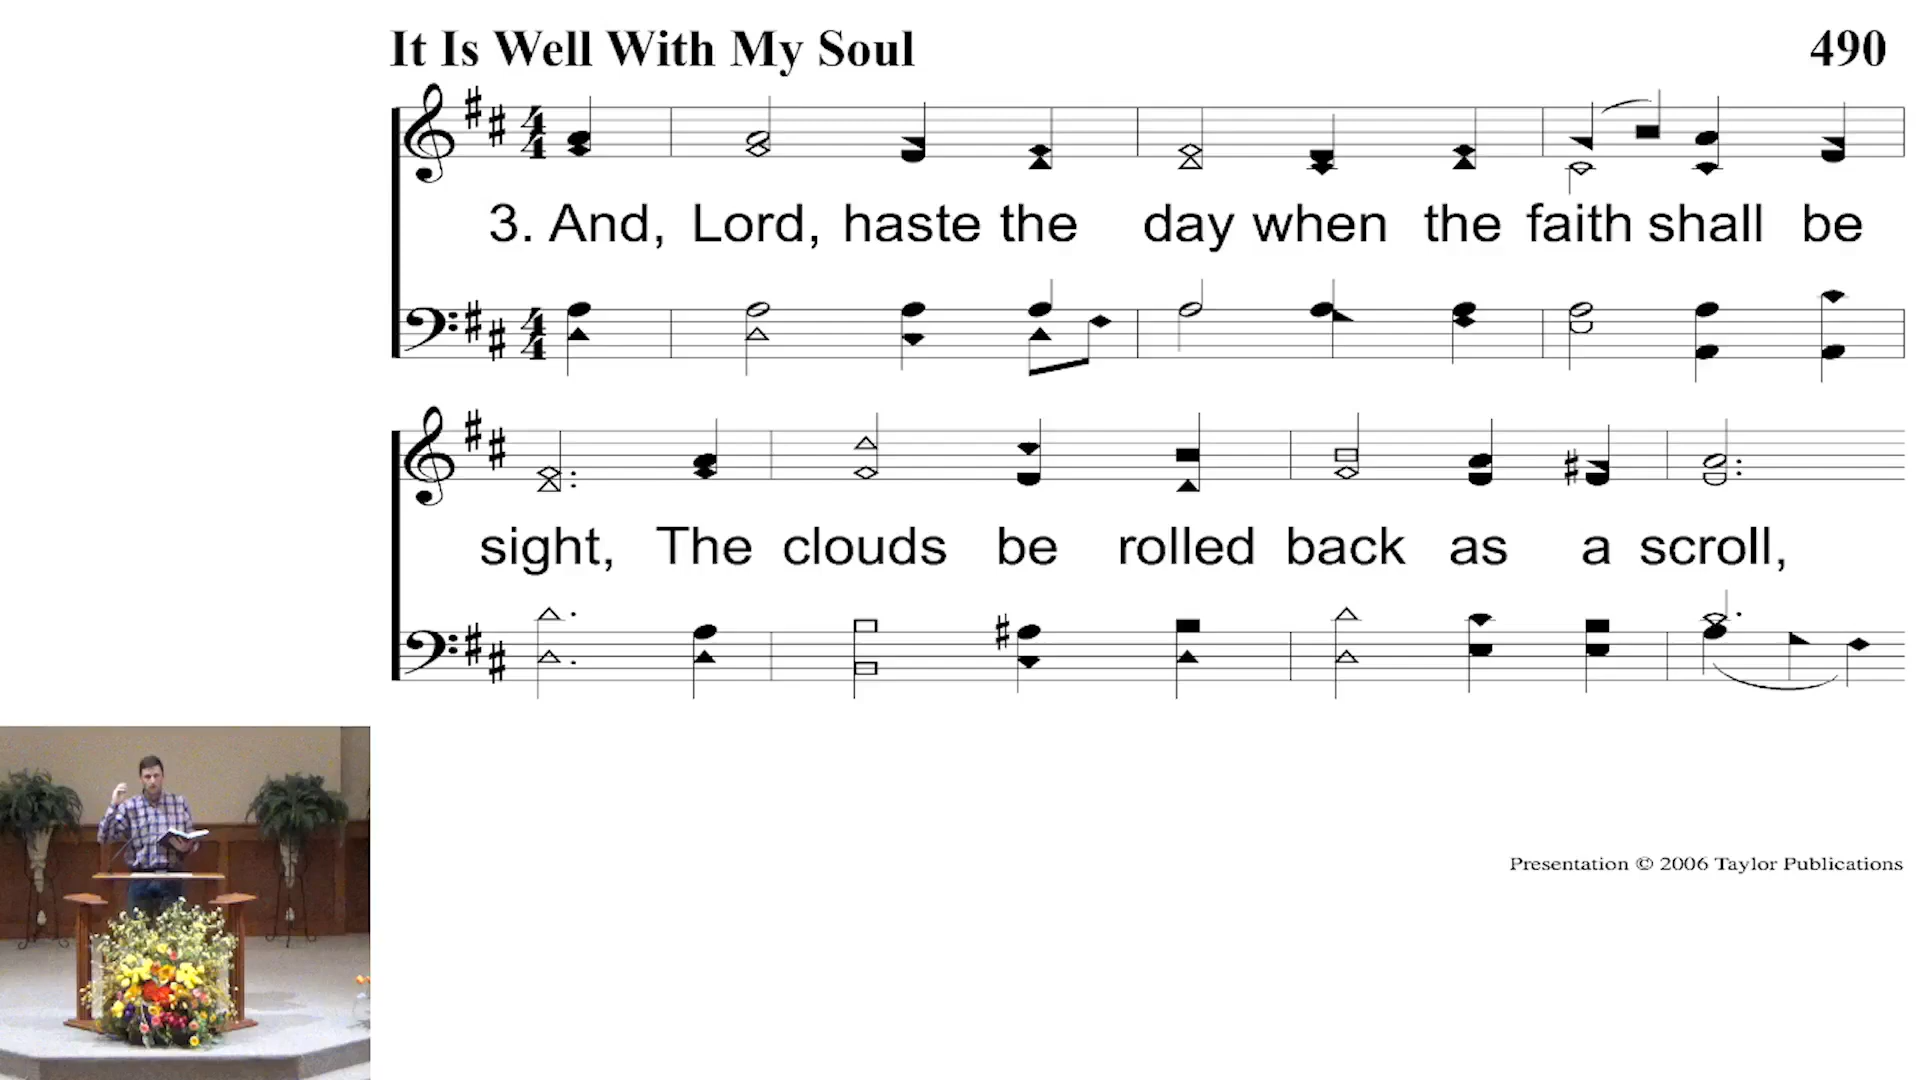 It Is Well With My Soul 490
3. And, Lord, haste the day when the faith shall be
sight, The clouds be rolled back as a scroll,
Presentation © 2006 Taylor Publications